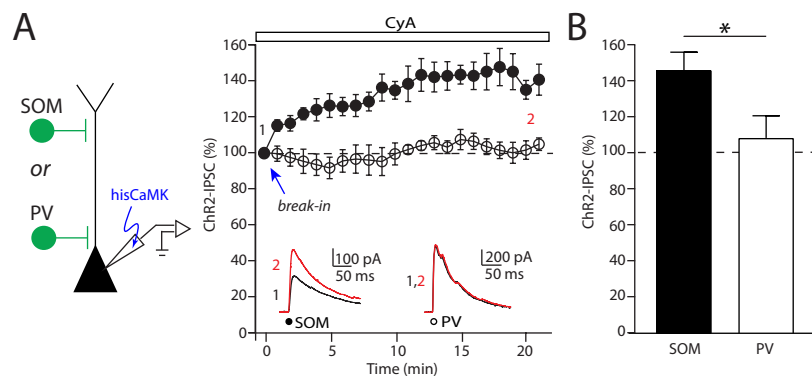 A
SOM
or
PV
hisCaMK
CyA
ChR2-IPSC (%)
160
140
120
100
80
60
40
20
0
1
2
break-in
2
1
100 pA
50 ms
SOM
1,2
200 pA
50 ms
PV
0
5
10
15
20
Time (min)
B
*
ChR2-IPSC (%)
160
140
120
100
80
60
40
20
0
SOM
PV